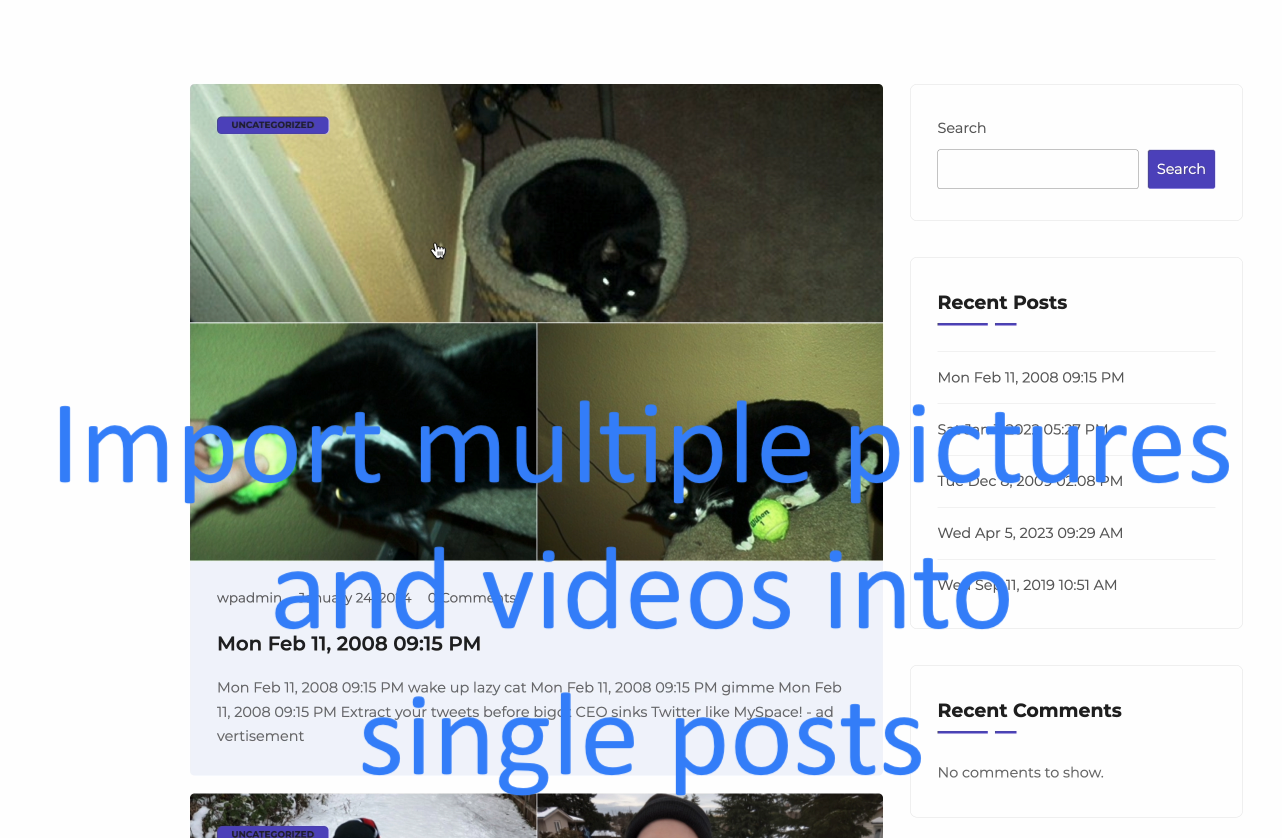 UNCATEGORIZED
Wilson
1
wpadmin January 24, 2024 0 Comments
Mon Feb 11, 2008 09:15 PM
Mon Feb 11, 2008 09:15 PM wake up lazy cat Mon Feb 11, 2008 09:15 PM gimme Mon Feb
11, 2008 09:15 PM Extract your tweets before CEO sinks Twitter like MySpace! - ad
vertisement
UNCATEGORIZED
Search
Search
Recent Posts
Mon Feb 11, 2008 09:15 PM
2022 05:27 PM
Tue Dec 8, 2009 02:08 PM
Wed Apr 5, 2023 09:29 AM
Wed Sep 11, 2019 10:51 AM
Recent Comments
No comments to show.
Import multiple pictures
and videos into
single posts